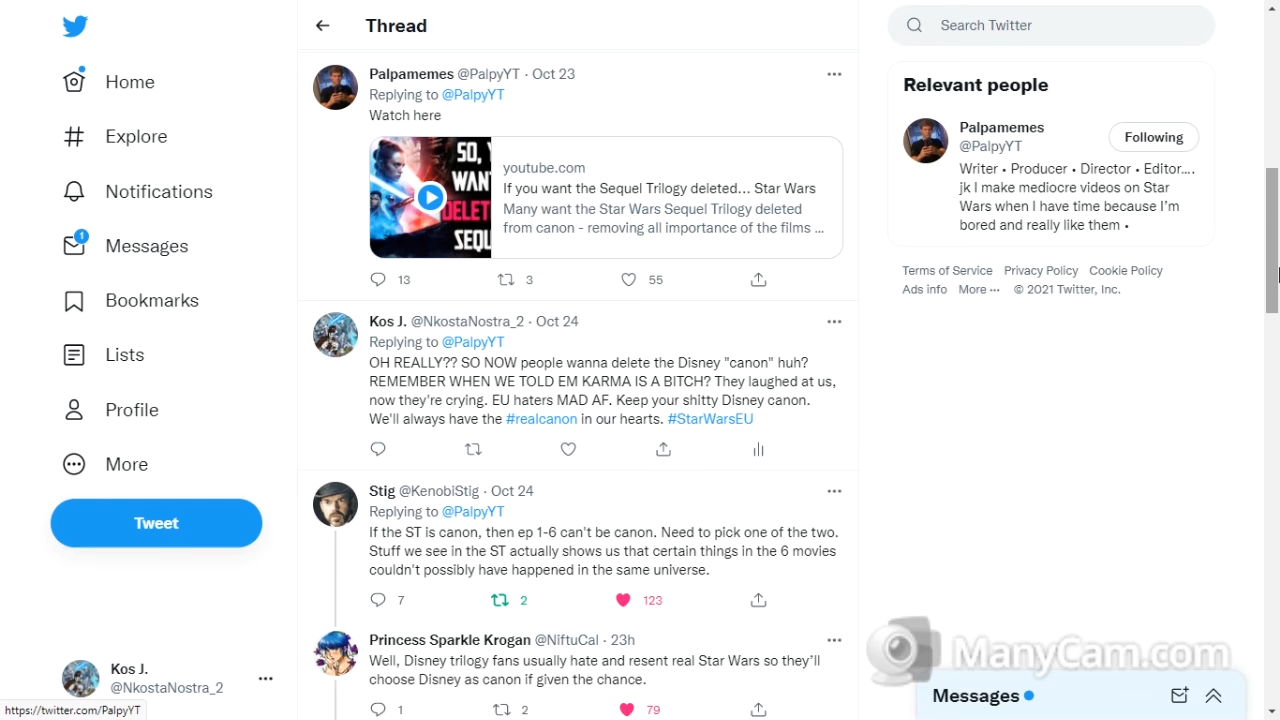 Home
Explore
Notifications
1
Messages
Bookmarks
Lists
Profile
More
Tweet
Kos J.
@NkostaNostra_2
https://twitter.com/PalpyYT
Thread
Palpamemes @PalpyYT · Oct 23
Replying to @PalpyYT
Watch here
SO,
WAN
DELET
SEQU
youtube.com
If you want the Sequel Trilogy deleted... Star Wars
Many want the Star Wars Sequel Trilogy deleted
from canon - removing all importance of the films ...
13 3 55
Kos J. @NkostaNostra_2 · Oct 24
Replying to @PalpyYT
OH REALLY?? SO NOW people wanna delete the Disney "canon" huh?
REMEMBER WHEN WE TOLD EM KARMA IS A BITCH? They laughed at us,
now they're crying. EU haters MAD AF. Keep your shitty Disney canon.
We'll always have the #realcanon in our hearts. #StarWarsEU
Stig @KenobiStig · Oct 24
Replying to @PalpyYT
If the ST is canon, then ep 1-6 can't be canon. Need to pick one of the two.
Stuff we see in the ST actually shows us that certain things in the 6 movies
couldn't possibly have happened in the same universe.
7 2 123
Princess Sparkle Krogan @NiftuCal · 23h
Well, Disney trilogy fans usually hate and resent real Star Wars so they'll
choose Disney as canon if given the chance.
1 2 79
Search Twitter
Relevant people
Palpamemes
@PalpyYT
Following
Writer • Producer • Director • Editor....
jk I make mediocre videos on Star
Wars when I have time because I'm
bored and really like them •
Terms of Service Privacy Policy Cookie Policy
Ads info More ··· © 2021 Twitter, Inc.
ManyCam.com
Messages